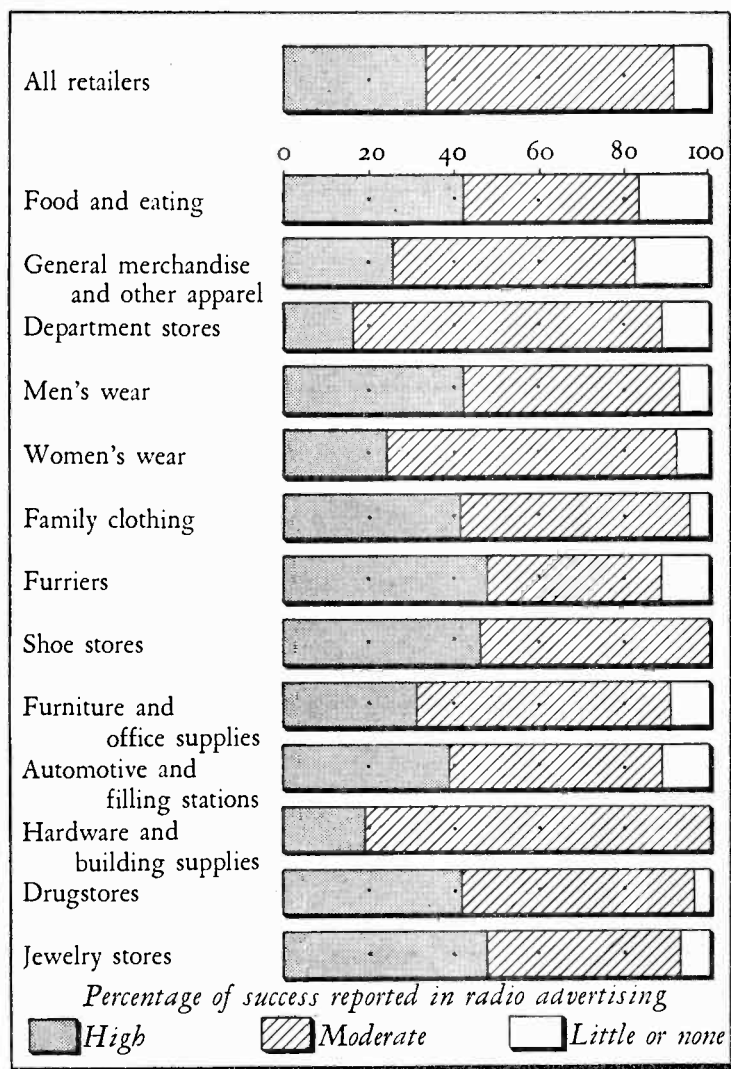 All retailers
0 20 40 60 80 100
Food and eating
General merchandise
and other apparel
Department stores
Men's wear
Women's wear
Family clothing
Furriers
Shoe stores
Furniture and
office supplies
Automotive and
filling stations
Hardware and
building supplies
Drugstores
Jewelry stores
Percentage of success reported in radio advertising
High Moderate Little or none